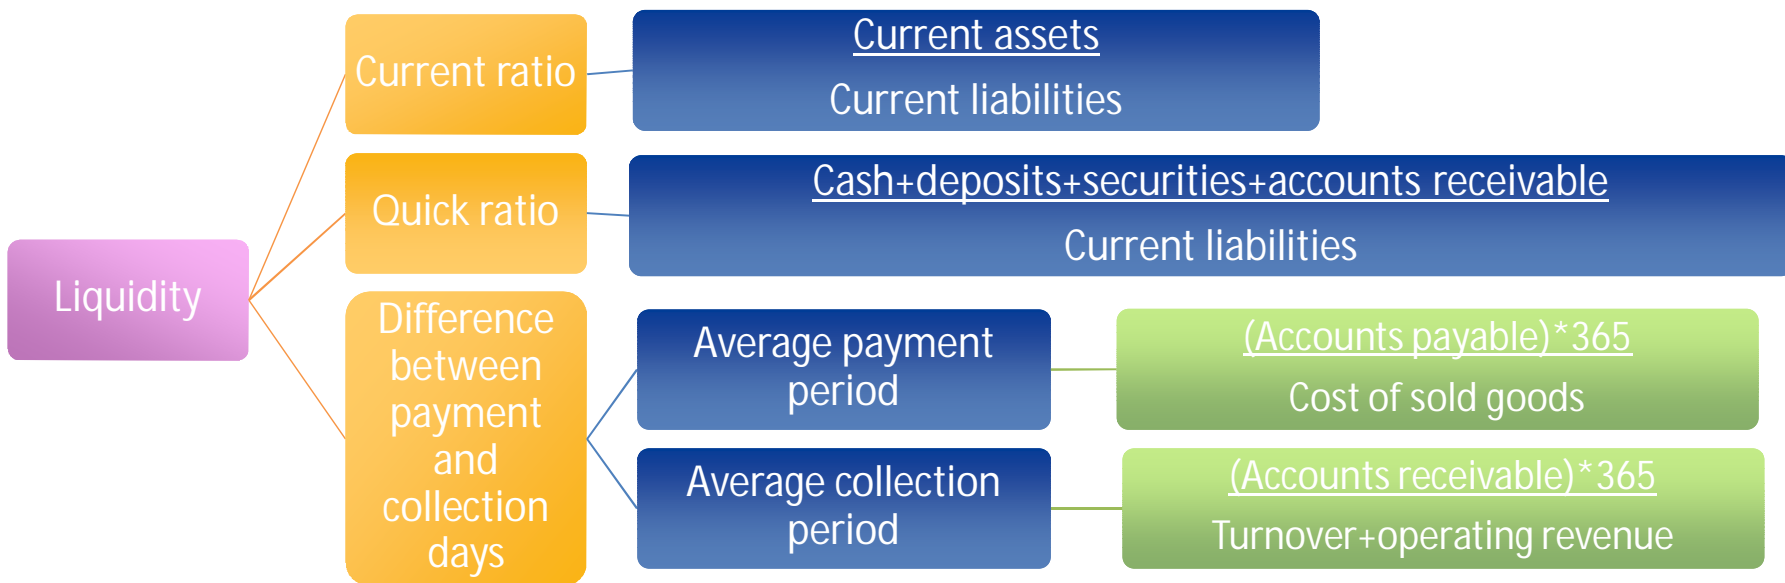 Liquidity
Current ratio
Current assets
Current liabilities
Quick ratio
Cash+deposits+securities+accounts receivable
Current liabilities
Difference
between
payment
and
collection
days
Average payment
period
(Accounts payable)*365
Cost of sold goods
Average collection
period
(Accounts receivable)*365
Turnover+operating revenue